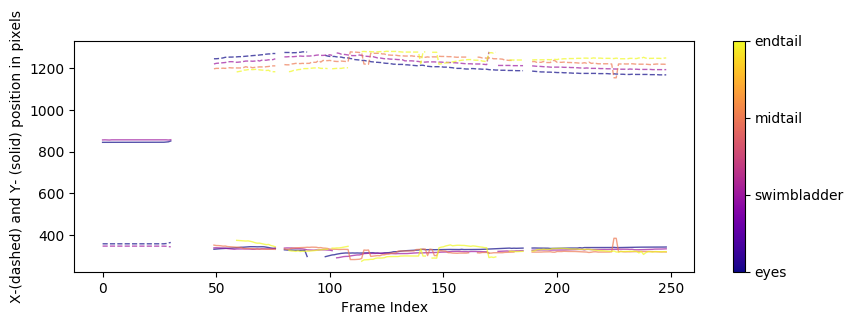 X-(dashed) and Y- (solid) position in pixels
1200
1000
800
600
400
0 50 100 150 200 250
Frame Index
endtail
midtail
swimbladder
eyes